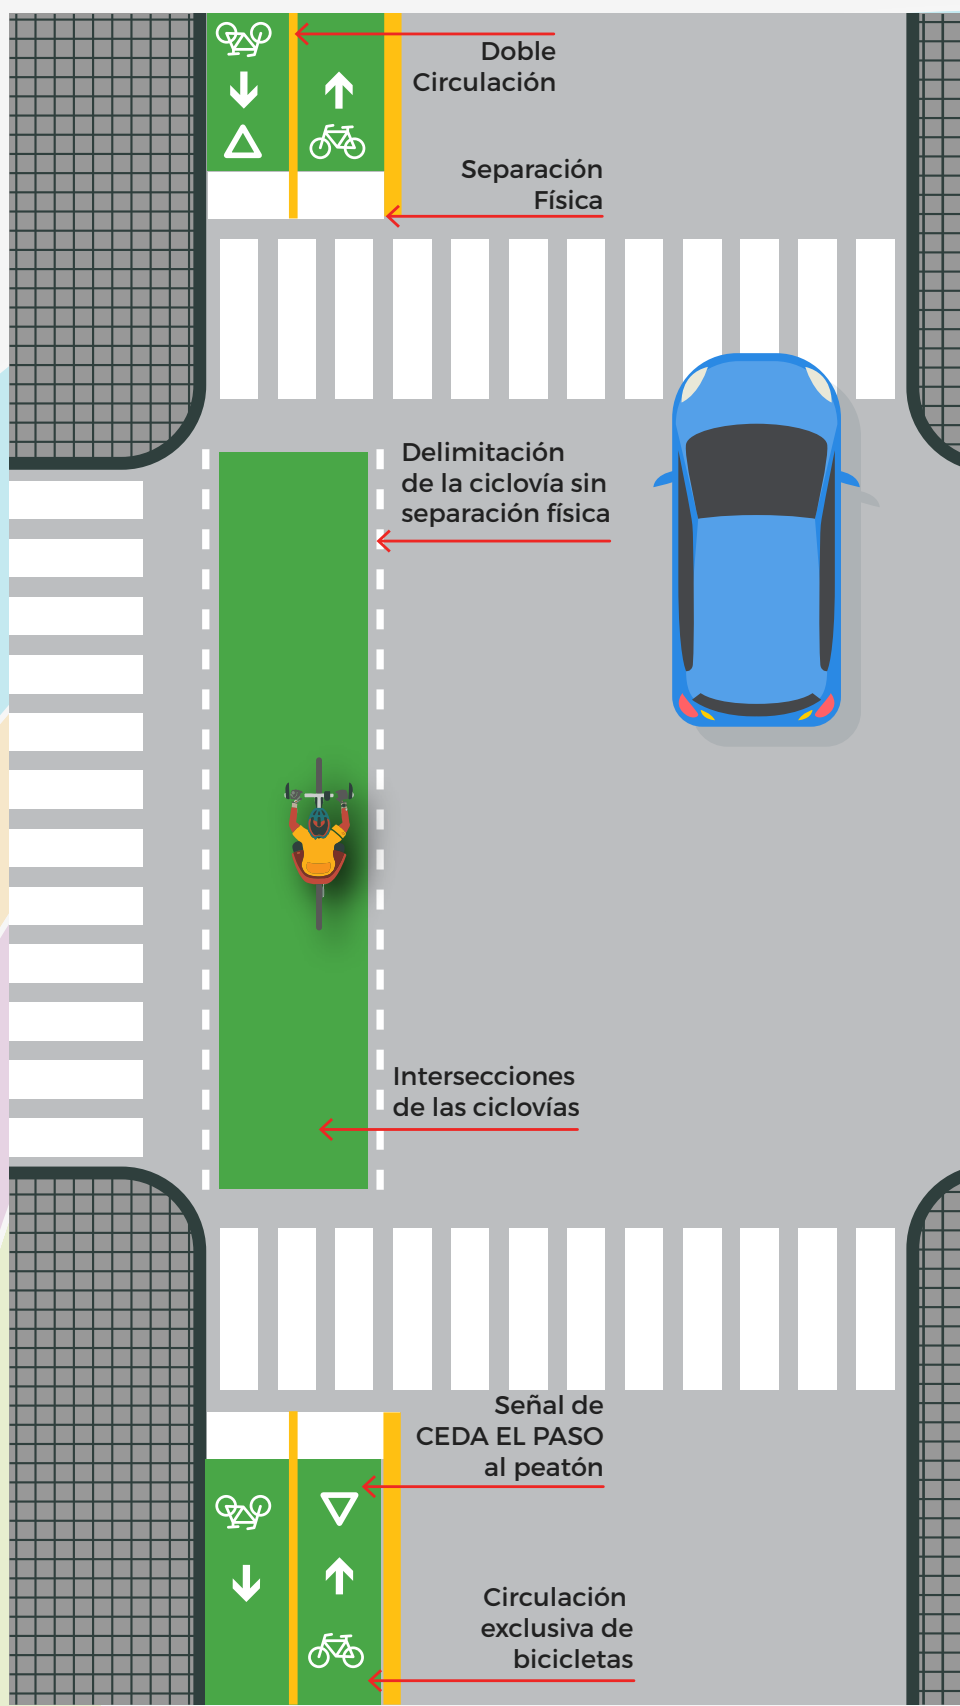 Doble
Circulación
Separación
Física
Delimitación
de la ciclovía sin
separación física
Intersecciones
de las ciclovías
Señal de
CEDA EL PASO
al peatón
Circulación
exclusiva de
bicicletas